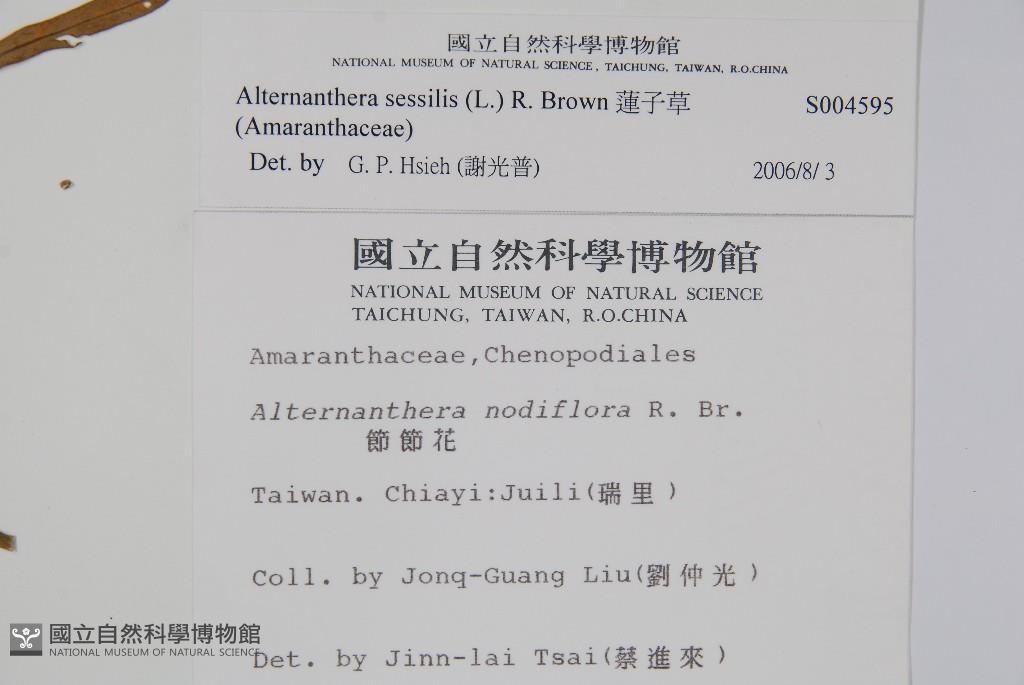 國立自然科學博物館
NATIONAL MUSEUM OF NATURAL SCIENCE, TAICHUNG, TAIWAN, R.O.CHINA
Alternanthera sessilis (L.) R. Brown 蓮子草 S004595
(Amaranthaceae)
Det. by G. P. Hsieh (謝光普) 2006/8/ 3
國立自然科學博物館
NATIONAL MUSEUM OF NATURAL SCIENCE
TAICHUNG, TAIWAN, R.O.CHINA
Amaranthaceae,Chenopodiales
Alternanthera nodiflora R. Br.
節節花
Taiwan. Chiayi:Juili(瑞里)
Coll. by Jonq-Guang Liu(劉仲光)
Det. by Jinn-lai Tsai(蔡進來)
國立自然科學博物館
NATIONAL MUSEUM OF NATURAL SCIENCE